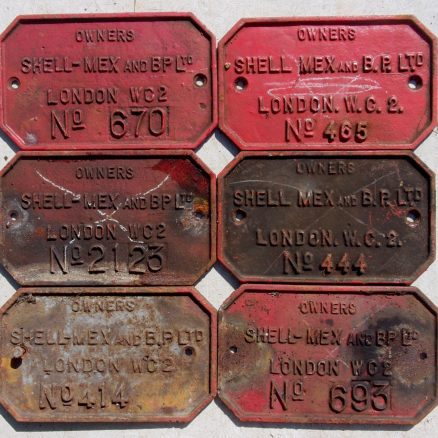 OWNERS
SHELL-MEX AND BP LTD
LONDON WC2
No 670
OWNERS
SHELL MEX AND B.P. LTD
LONDON. W.C. 2.
No 465
OWNERS
SHELL-MEX AND BP LTD
LONDON WC2
No 2123
OWNERS
SHELL MEX AND B.P. LTD
LONDON. W.C. 2.
No 444
OWNERS
SHELL-MEX AND B.P. LTD
LONDON WC2
No 414
OWNERS
SHELL-MEX AND BP LTD
LONDON WC2
No 693